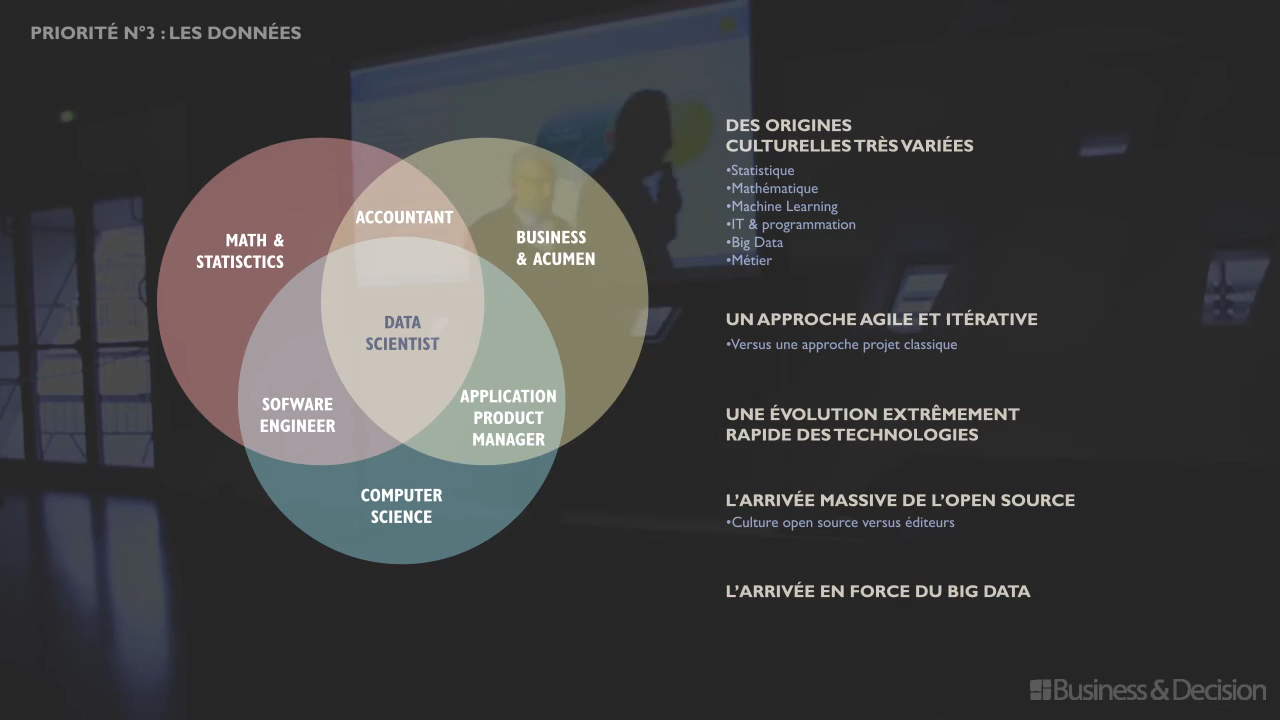 PRIORITÉ N°3 : LES DONNÉES
MATH &
STATISCTICS
ACCOUNTANT
BUSINESS
& ACUMEN
DATA
SCIENTIST
SOFWARE
ENGINEER
APPLICATION
PRODUCT
MANAGER
COMPUTER
SCIENCE
DES ORIGINES
CULTURELLES TRÈS VARIÉES
•Statistique
•Mathématique
•Machine Learning
•IT & programmation
•Big Data
•Métier
UN APPROCHE AGILE ET ITÉRATIVE
•Versus une approche projet classique
UNE ÉVOLUTION EXTRÊMEMENT
RAPIDE DES TECHNOLOGIES
L'ARRIVÉE MASSIVE DE L'OPEN SOURCE
•Culture open source versus éditeurs
L'ARRIVÉE EN FORCE DU BIG DATA
Business & Decision